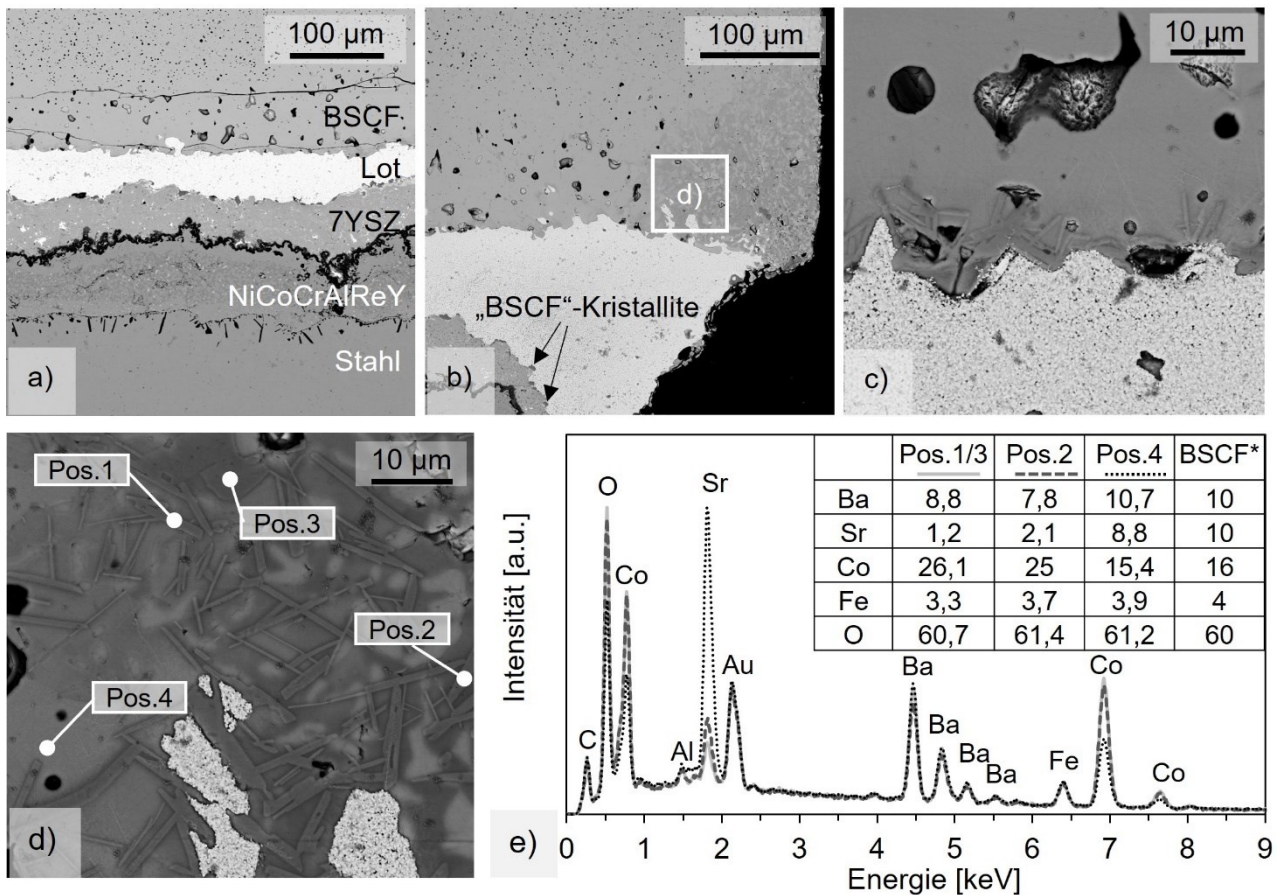 100 µm
BSCF
Lot
7YSZ
NiCoCrAlReY
Stahl
a)
100 µm
d)
„BSCF“-Kristallite
b)
10 µm
c)
10 µm
Pos.1
Pos.3
Pos.2
Pos.4
d)
Pos.1/3 Pos.2 Pos.4 BSCF*
Ba 8,8 7,8 10,7 10
Sr 1,2 2,1 8,8 10
Co 26,1 25 15,4 16
Fe 3,3 3,7 3,9 4
O 60,7 61,4 61,2 60
Intensität [a.u.]
C
O
Co
Al
Sr
Au
Ba
Ba
Ba
Ba
Fe
Co
Co
e)
0 1 2 3 4 5 6 7 8 9
Energie [keV]